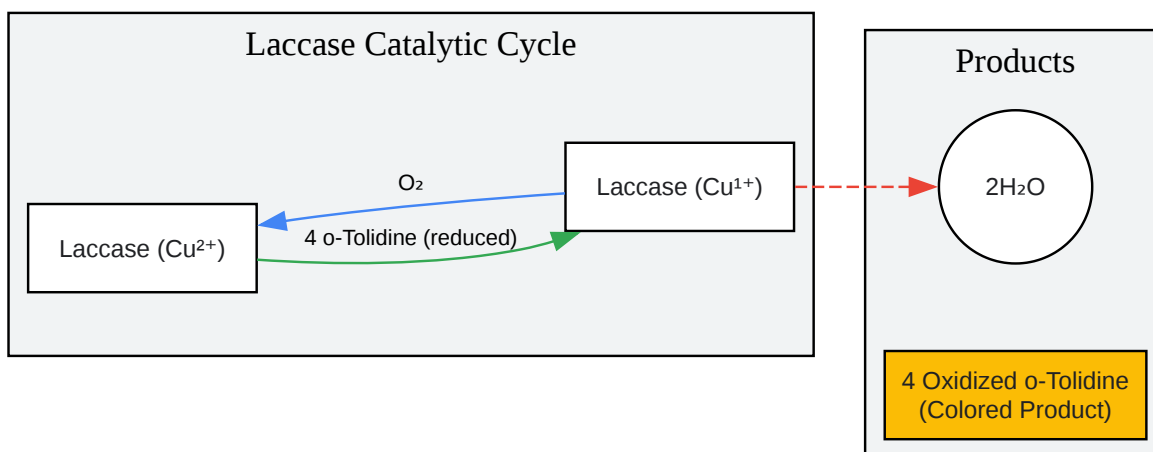 Laccase Catalytic Cycle
Products
O₂
Laccase (Cu¹⁺)
2H₂O
4 o-Tolidine (reduced)
Laccase (Cu²⁺)
4 Oxidized o-Tolidine
(Colored Product)